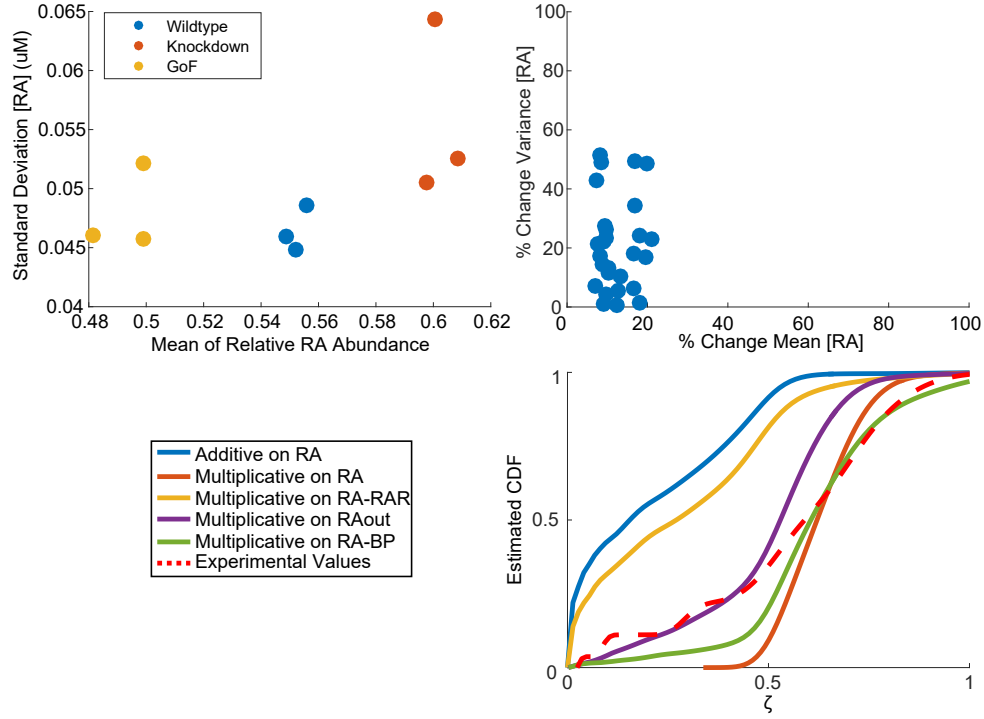 0.065
0.06
0.055
0.05
0.045
0.04
Standard Deviation [RA] (uM)
Wildtype
Knockdown
GoF
0.48
0.5
0.52
0.54
0.56
0.58
0.6
0.62
Mean of Relative RA Abundance
100
80
60
40
20
0
% Change Variance [RA]
0
20
40
60
80
100
% Change Mean [RA]
Additive on RA
Multiplicative on RA
Multiplicative on RA-RAR
Multiplicative on RAout
Multiplicative on RA-BP
Experimental Values
1
0.5
0
Estimated CDF
0
0.5
1
ζ